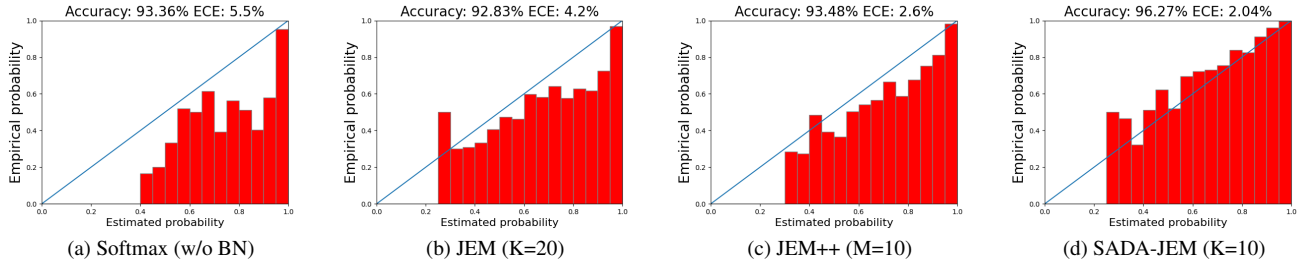 Accuracy: 93.36% ECE: 5.5%
Empirical probability
1.0
0.8
0.6
0.4
0.2
0.0
0.0 0.2 0.4 0.6 0.8 1.0
Estimated probability
(a) Softmax (w/o BN)
Accuracy: 92.83% ECE: 4.2%
Empirical probability
1.0
0.8
0.6
0.4
0.2
0.0
0.0 0.2 0.4 0.6 0.8 1.0
Estimated probability
(b) JEM (K=20)
Accuracy: 93.48% ECE: 2.6%
Empirical probability
1.0
0.8
0.6
0.4
0.2
0.0
0.0 0.2 0.4 0.6 0.8 1.0
Estimated probability
(c) JEM++ (M=10)
Accuracy: 96.27% ECE: 2.04%
Empirical probability
1.0
0.8
0.6
0.4
0.2
0.0
0.0 0.2 0.4 0.6 0.8 1.0
Estimated probability
(d) SADA-JEM (K=10)